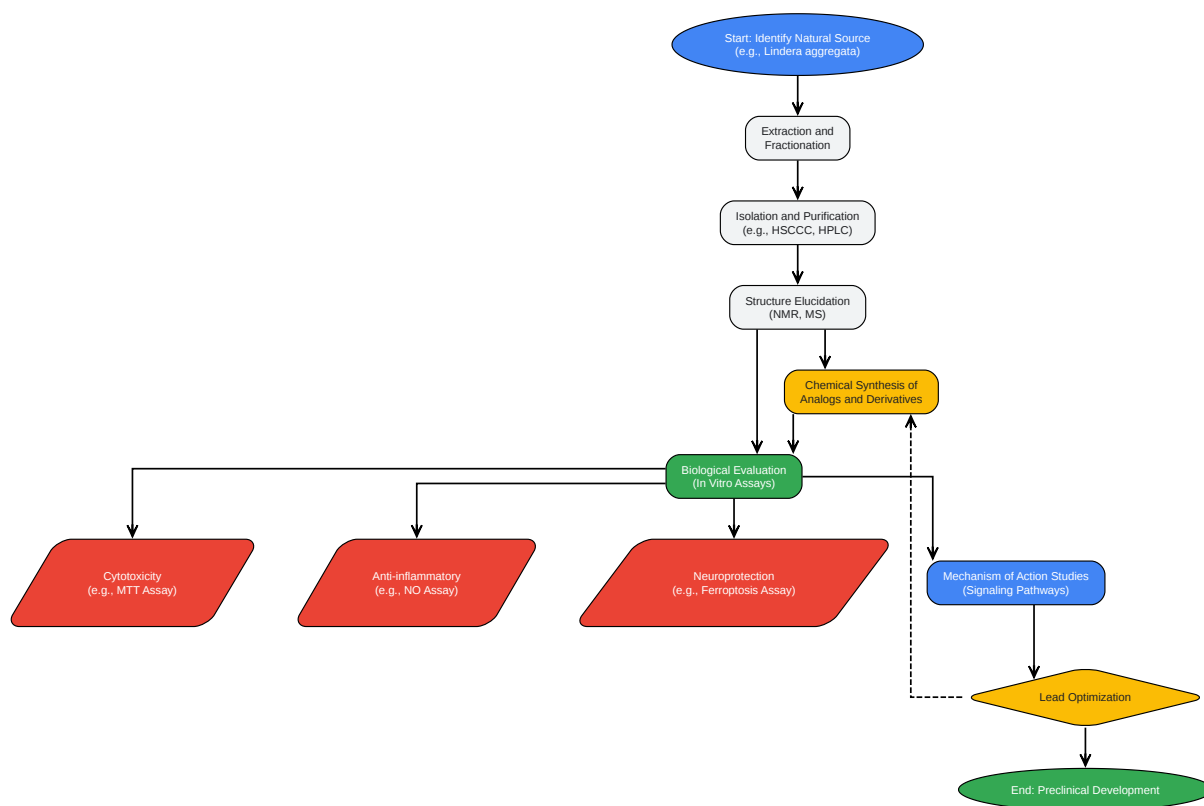 Start: Identify Natural Source
(e.g., Lindera aggregata)
Extraction and
Fractionation
Isolation and Purification
(e.g., HSCCC, HPLC)
Structure Elucidation
(NMR, MS)
Chemical Synthesis of
Analogs and Derivatives
Biological Evaluation
(In Vitro Assays)
Cytotoxicity
(e.g., MTT Assay)
Anti-inflammatory
(e.g., NO Assay)
Neuroprotection
(e.g., Ferroptosis Assay)
Mechanism of Action Studies
(Signaling Pathways)
Lead Optimization
End: Preclinical Development